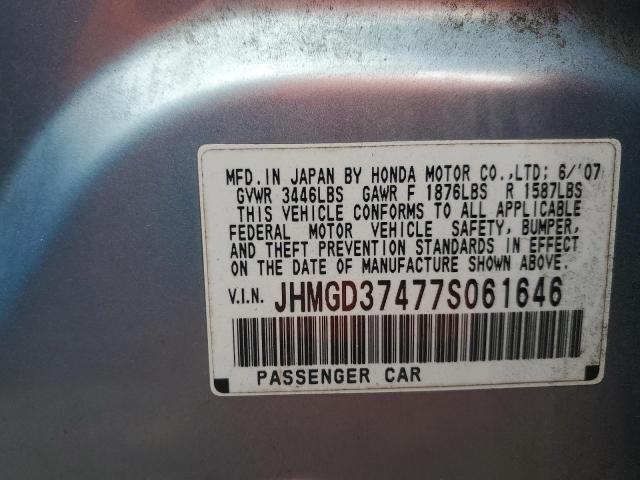 MFD.IN JAPAN BY HONDA MOTOR CO.,LTD; 6/'07
GVWR 3446LBS GAWR F 1876LBS R 1587LBS
THIS VEHICLE CONFORMS TO ALL APPLICABLE
FEDERAL MOTOR VEHICLE SAFETY, BUMPER,
AND THEFT PREVENTION STANDARDS IN EFFECT
ON THE DATE OF MANUFACTURE SHOWN ABOVE.
V.I.N. JHMGD37477S061646
PASSENGER CAR